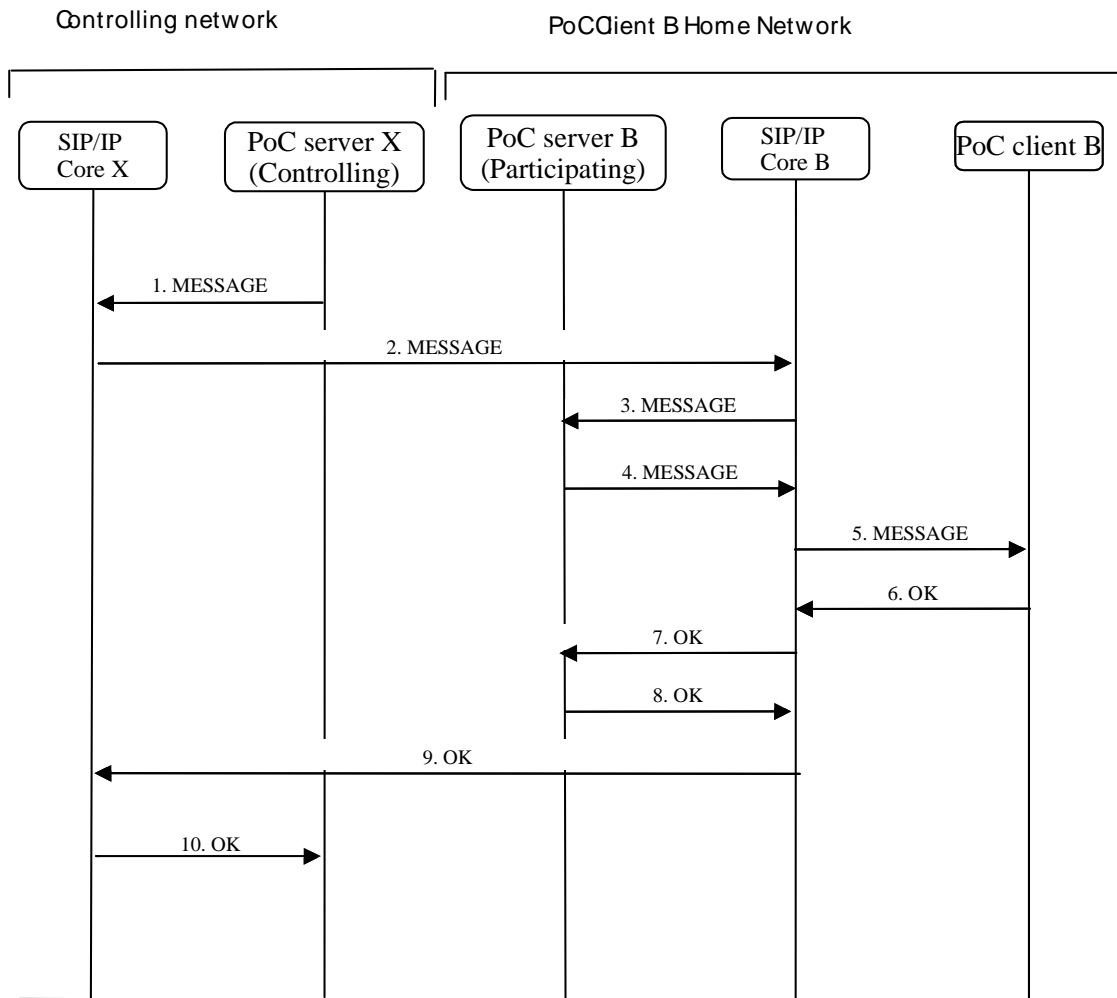 Controlling network
PoCClient B Home Network
SIP/IP
Core X
PoC server X
(Controlling)
PoC server B
(Participating)
SIP/IP
Core B
PoC client B
1. MESSAGE
2. MESSAGE
3. MESSAGE
4. MESSAGE
5. MESSAGE
6. OK
7. OK
8. OK
9. OK
10. OK